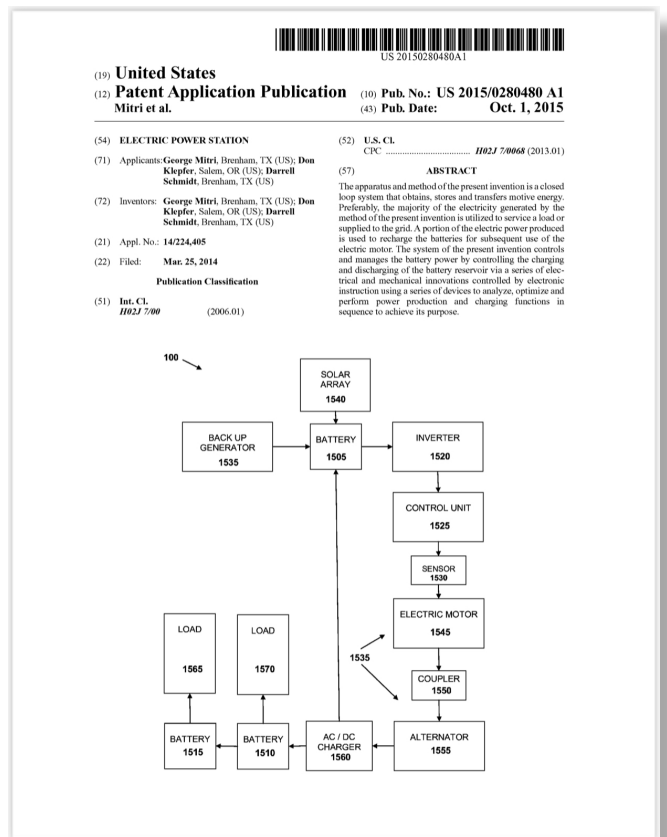 US 20150280480A1
(19) United States
(12) Patent Application Publication
(10) Pub. No.: US 2015/0280480 A1
Mitri et al.
(43) Pub. Date: Oct. 1, 2015
(54) ELECTRIC POWER STATION
(71) Applicants:George Mitri, Brenham, TX (US); Don
Klepfer, Salem, OR (US); Darrell
Schmidt, Brenham, TX (US)
(72) Inventors: George Mitri, Brenham, TX (US); Don
Klepfer, Salem, OR (US); Darrell
Schmidt, Brenham, TX (US)
(21) Appl. No.: 14/224,405
(22) Filed: Mar. 25, 2014
Publication Classification
(51) Int. Cl.
H02J 7/00 (2006.01)
(52) U.S. Cl.
CPC .................................... H02J 7/0068 (2013.01)
(57) ABSTRACT
The apparatus and method of the present invention is a closed
loop system that obtains, stores and transfers motive energy.
Preferably, the majority of the electricity generated by the
method of the present invention is utilized to service a load or
supplied to the grid. A portion of the electric power produced
is used to recharge the batteries for subsequent use of the
electric motor. The system of the present invention controls
and manages the battery power by controlling the charging
and discharging of the battery reservoir via a series of elec-
trical and mechanical innovations controlled by electronic
instruction using a series of devices to analyze, optimize and
perform power production and charging functions in
sequence to achieve its purpose.
100
SOLAR
ARRAY
1540
BACK UP
GENERATOR
1535
BATTERY
1505
INVERTER
1520
CONTROL UNIT
1525
SENSOR
1530
ELECTRIC MOTOR
1545
LOAD
1565
LOAD
1570
1535
COUPLER
1550
BATTERY
1515
BATTERY
1510
AC / DC
CHARGER
1560
ALTERNATOR
1555